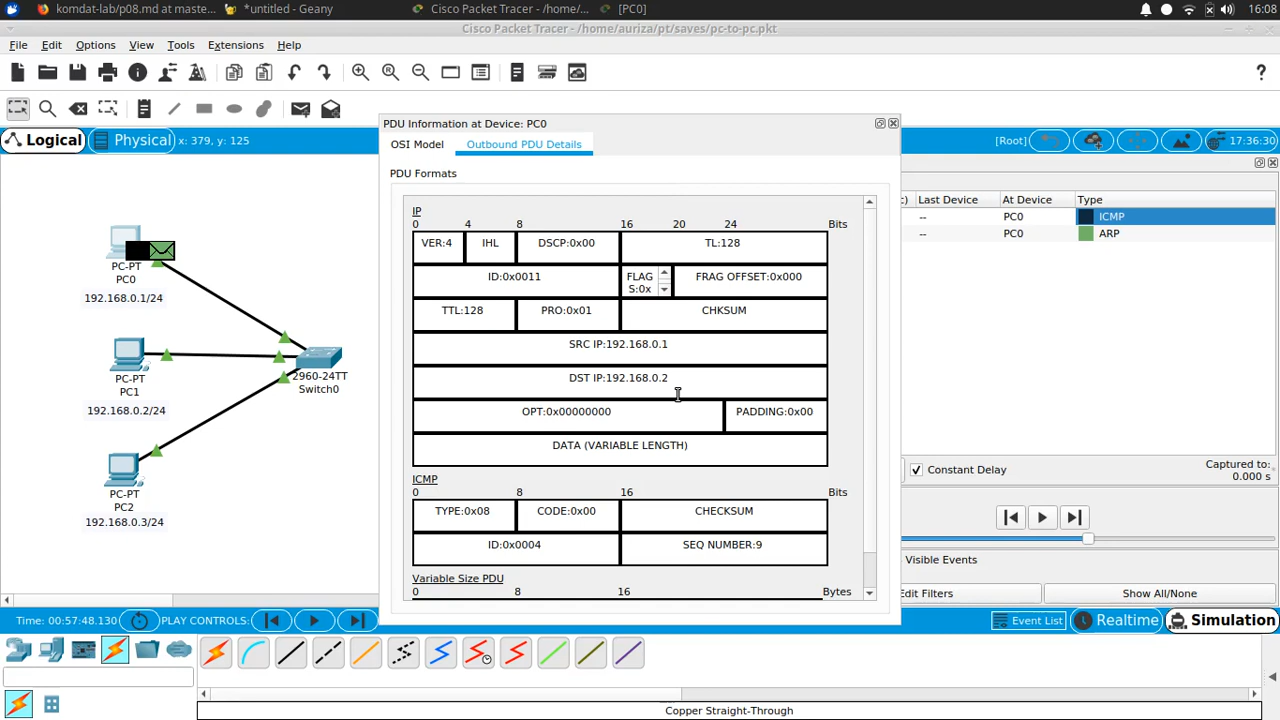 komdat-lab/p08.md at maste...
*untitled - Geany
Cisco Packet Tracer - /home/...
[PC0]
16:08
Cisco Packet Tracer - /home/auriza/pt/saves/pc-to-pc.pkt
File Edit Options View Tools Extensions Help
Logical
Physical
x: 379, y: 125
[Root]
17:36:30
PC-PT
PC0
192.168.0.1/24
PC-PT
PC1
192.168.0.2/24
2960-24TT
Switch0
PC-PT
PC2
192.168.0.3/24
PDU Information at Device: PC0
OSI Model
Outbound PDU Details
PDU Formats
IP
0 4 8 16 20 24 Bits
VER:4 IHL DSCP:0x00 TL:128
ID:0x0011 FLAG S:0x FRAG OFFSET:0x000
TTL:128 PRO:0x01 CHKSUM
SRC IP:192.168.0.1
DST IP:192.168.0.2
OPT:0x00000000 PADDING:0x00
DATA (VARIABLE LENGTH)
ICMP
0 8 16 Bits
TYPE:0x08 CODE:0x00 CHECKSUM
ID:0x0004 SEQ NUMBER:9
Variable Size PDU
0 8 16 Bytes
c) Last Device At Device Type
-- PC0 ICMP
-- PC0 ARP
Constant Delay
Captured to:
0.000 s
Visible Events
Edit Filters
Show All/None
Time: 00:57:48.130
PLAY CONTROLS:
Event List
Realtime
Simulation
Copper Straight-Through